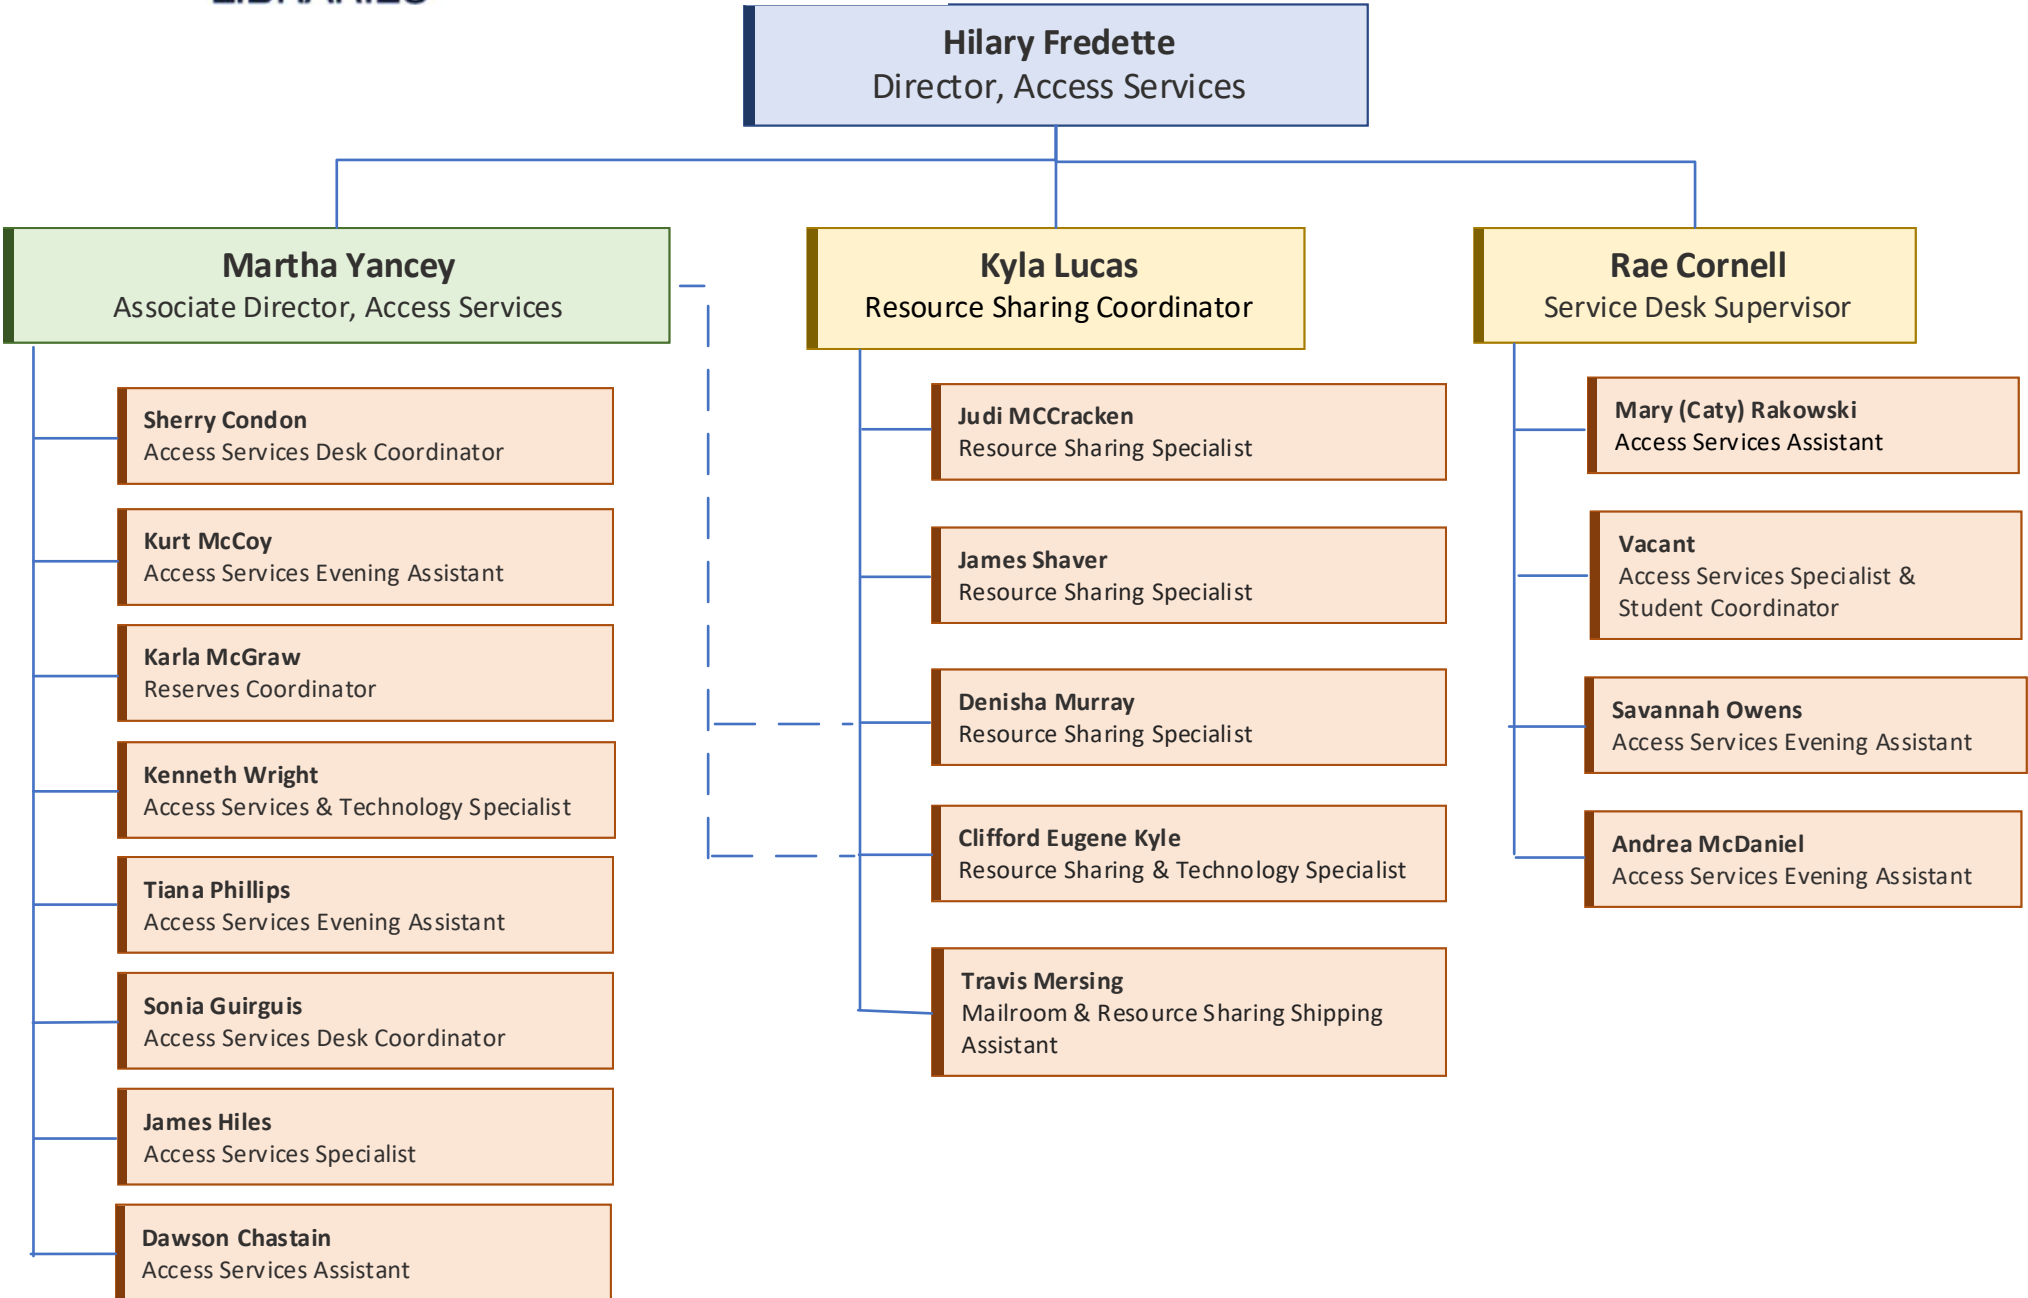 LIBRARIES
Hilary Fredette
Director, Access Services
Martha Yancey
Associate Director, Access Services
Sherry Condon
Access Services Desk Coordinator
Kurt McCoy
Access Services Evening Assistant
Karla McGraw
Reserves Coordinator
Kenneth Wright
Access Services & Technology Specialist
Tiana Phillips
Access Services Evening Assistant
Sonia Guirguis
Access Services Desk Coordinator
James Hiles
Access Services Specialist
Dawson Chastain
Access Services Assistant
Kyla Lucas
Resource Sharing Coordinator
Judi MCCracken
Resource Sharing Specialist
James Shaver
Resource Sharing Specialist
Denisha Murray
Resource Sharing Specialist
Clifford Eugene Kyle
Resource Sharing & Technology Specialist
Travis Mersing
Mailroom & Resource Sharing Shipping
Assistant
Rae Cornell
Service Desk Supervisor
Mary (Caty) Rakowski
Access Services Assistant
Vacant
Access Services Specialist &
Student Coordinator
Savannah Owens
Access Services Evening Assistant
Andrea McDaniel
Access Services Evening Assistant